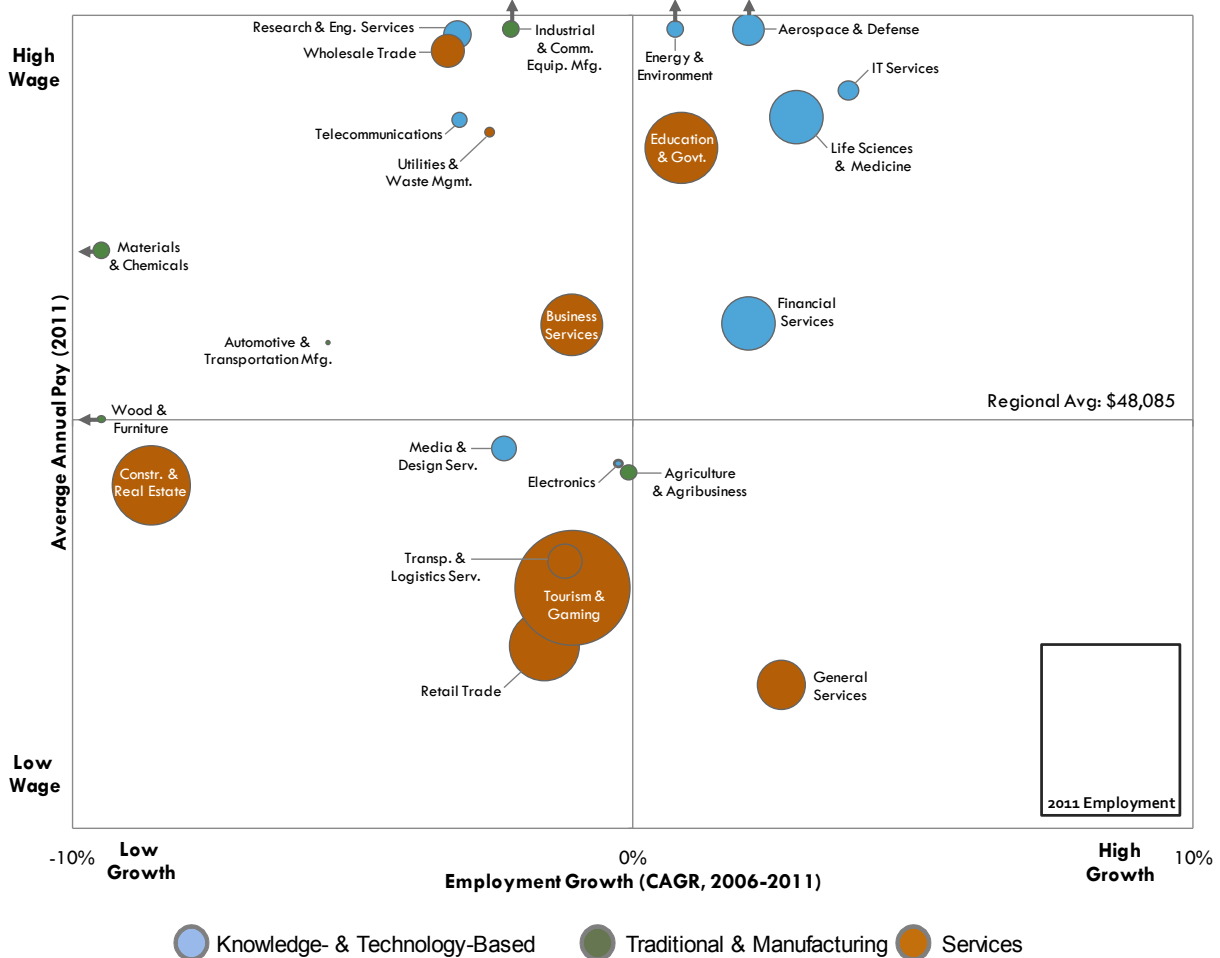 High
Wage
Research & Eng. Services
Wholesale Trade
Industrial
& Comm.
Equip. Mfg.
Energy &
Environment
Aerospace & Defense
IT Services
Telecommunications
Utilities &
Waste Mgmt.
Education
& Govt.
Life Sciences
& Medicine
Materials
& Chemicals
Automotive &
Transportation Mfg.
Business
Services
Financial
Services
Average Annual Pay (2011)
Regional Avg: $48,085
Wood &
Furniture
Constr. &
Real Estate
Media &
Design Serv.
Electronics
Agriculture
& Agribusiness
Transp. &
Logistics Serv.
Tourism &
Gaming
Retail Trade
General
Services
Low
Wage
2011 Employment
-10%
Low
Growth
0%
High
Growth
10%
Employment Growth (CAGR, 2006-2011)
Knowledge- & Technology-Based
Traditional & Manufacturing
Services